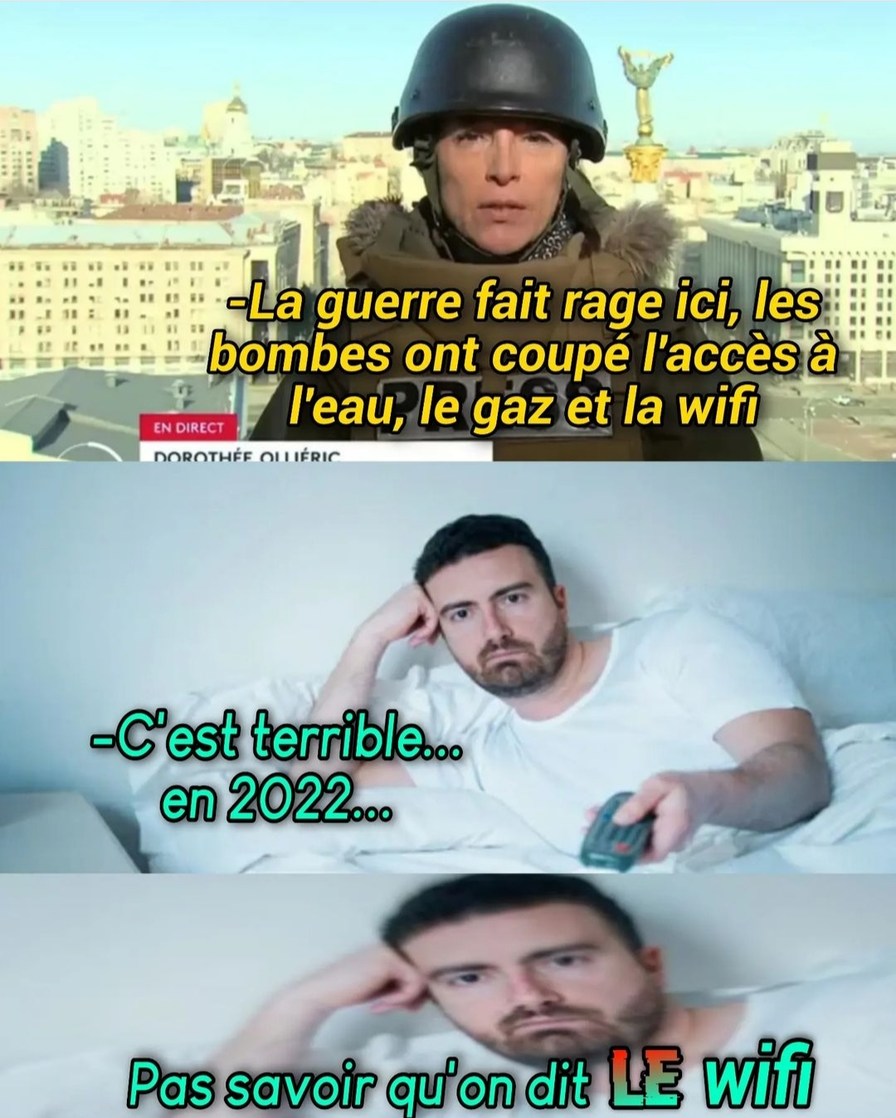 -La guerre fait rage ici, les
bombes ont coupé l'accès à
l'eau, le gaz et la wifi
PRESS
EN DIRECT
DOROTHÉE OLLIÉRIC
-C'est terrible...
en 2022...
Pas savoir qu'on dit LE wifi